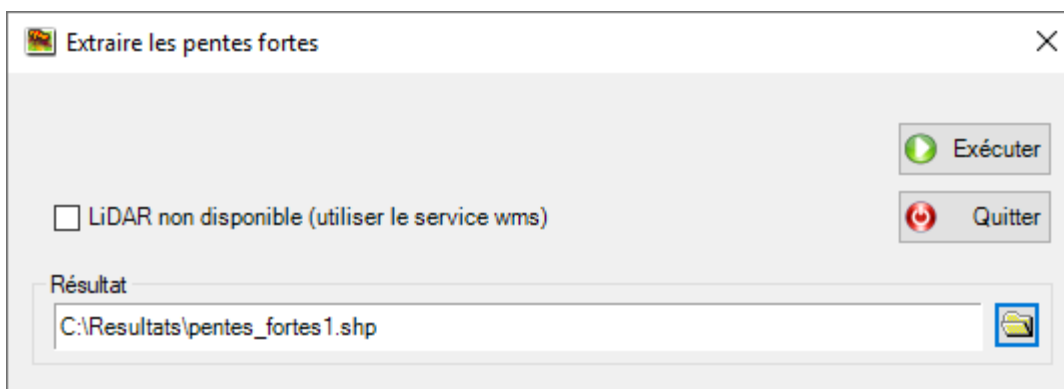 Extraire les pentes fortes
Exécuter
LiDAR non disponible (utiliser le service wms)
Quitter
Résultat
C:\Resultats\pentes_fortes1.shp